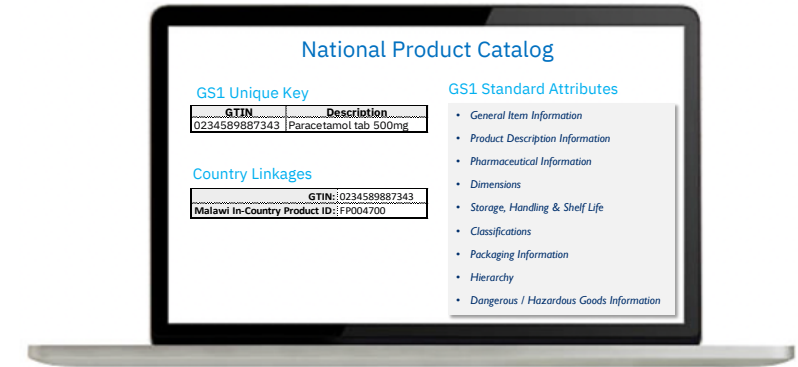 National Product Catalog
GS1 Unique Key
GTIN Description
0234589887343 Paracetamol tab 500mg
Country Linkages
GTIN: 0234589887343
Malawi In-Country Product ID: FP004700
GS1 Standard Attributes
• General Item Information
• Product Description Information
• Pharmaceutical Information
• Dimensions
• Storage, Handling & Shelf Life
• Classifications
• Packaging Information
• Hierarchy
• Dangerous / Hazardous Goods Information